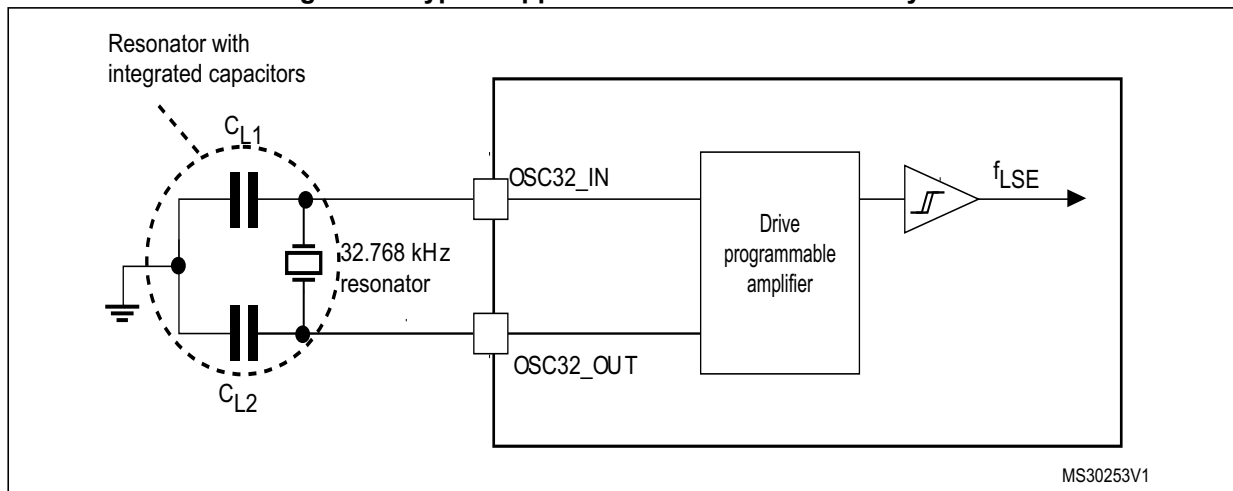 Resonator with
integrated capacitors
CL1
OSC32_IN
fLSE
Drive
programmable
amplifier
32.768 kHz
resonator
OSC32_OUT
CL2
MS30253V1